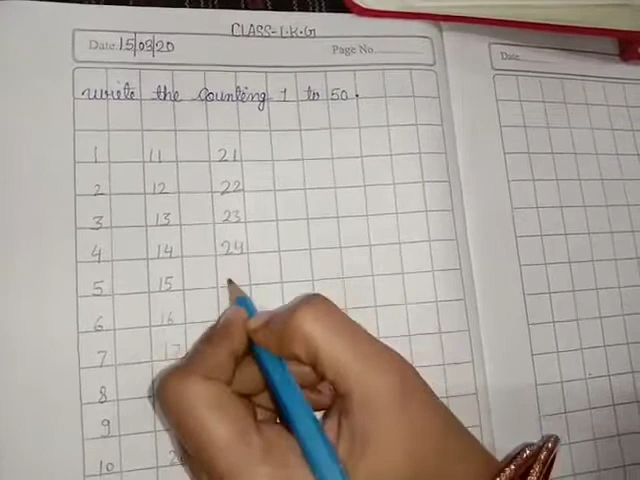 CLASS-L.K.G
Date 15|03|20 Page No.
Date
write the counting 1 to 50.
1 11 21
2 12 22
3 13 23
4 14 24
5 15
6 16
7 17
8
9
10